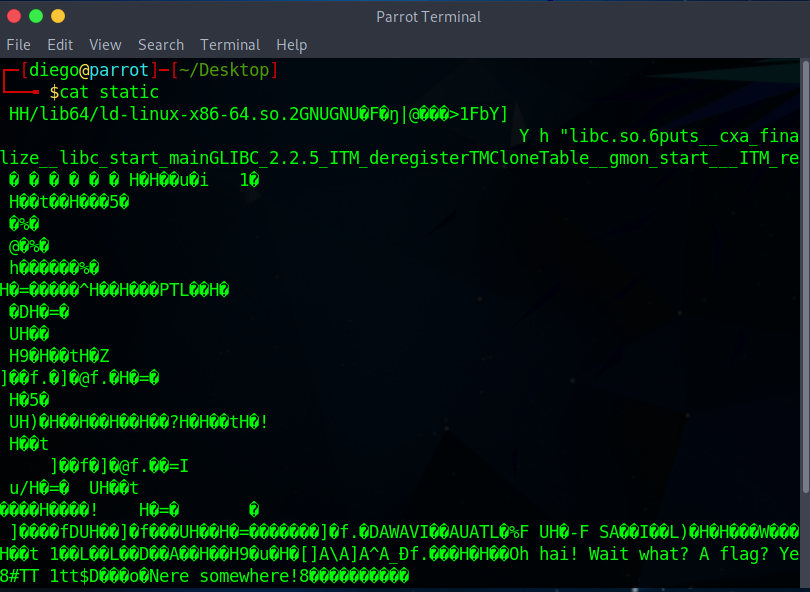 Parrot Terminal
File Edit View Search Terminal Help
┌─[diego@parrot]─[~/Desktop]
└──╼ $cat static
HH/lib64/ld-linux-x86-64.so.2GNUGNU�F�ŋ|@���>1FbY]
Y h "libc.so.6puts__cxa_fina
lize__libc_start_mainGLIBC_2.2.5_ITM_deregisterTMCloneTable__gmon_start___ITM_re
� � � � � � H�H��u�i 1�
H��t��H���5�
�%�
@�%�
h������%�
H�=�����^H��H���PTL��H�
�DH�=�
UH��
H9�H��tH�Z
]��f.�]�@f.�H�=�
H�5�
UH)�H��H��H��H��?H�H��tH�!
H��t
]��f�]�@f.��=I
u/H�=� UH��t
����H����! H�=� �
]����fDUH��]�f���UH��H�=�������]�f.�DAWAVI��AUATL�%F UH�-F SA��I��L)�H�H���W���
H��t 1��L��L��D��A��H��H9�u�H�[]A\A]A^A_Ðf.���H�H��Oh hai! Wait what? A flag? Ye
8#TT 1tt$D���o�Nere somewhere!8����������